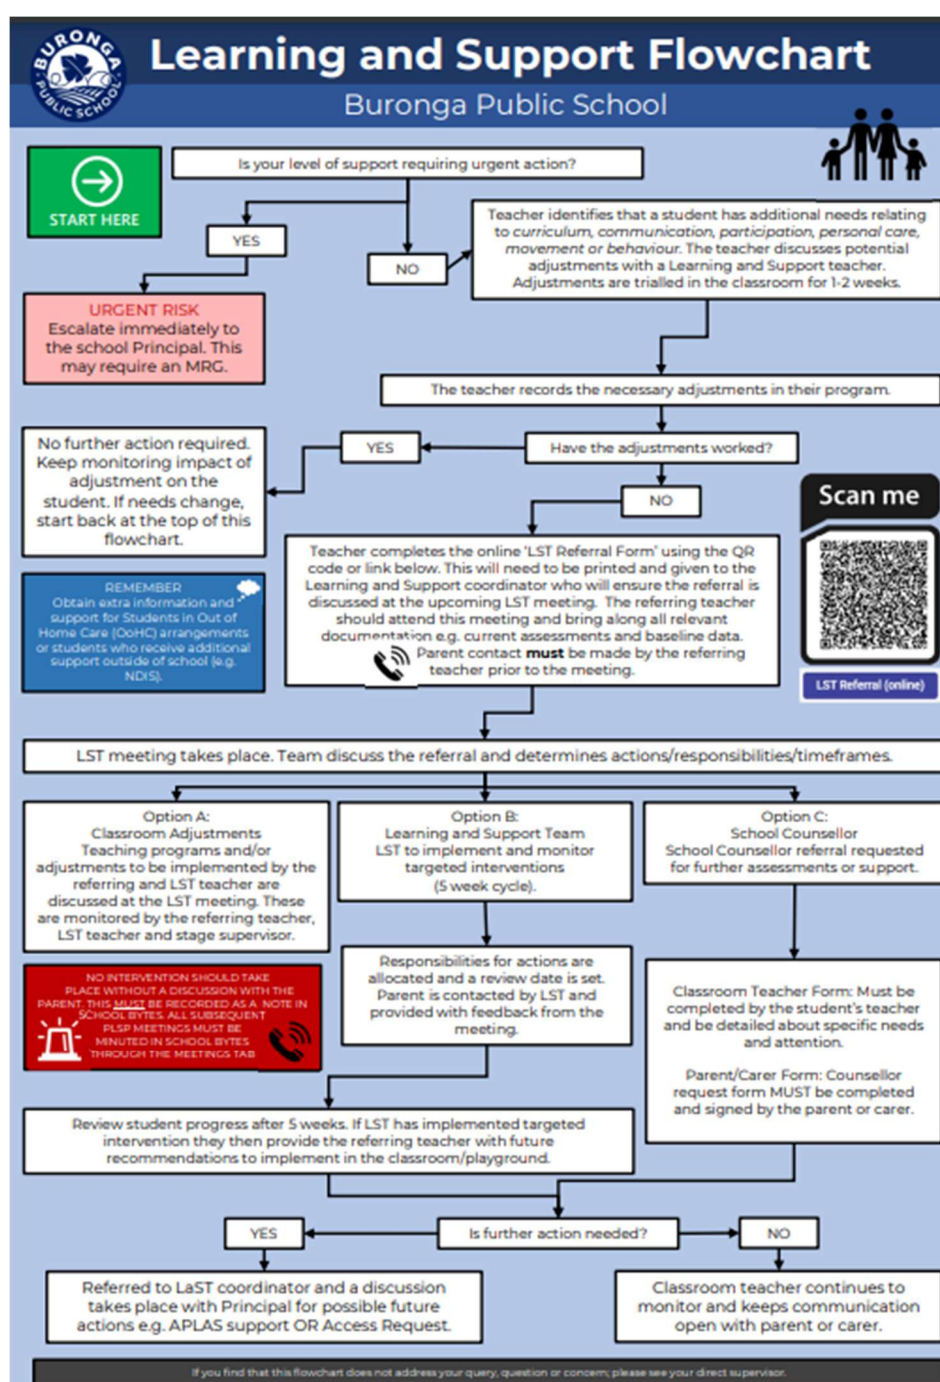 BURONGA
PUBLIC SCHOOL
Learning and Support Flowchart
Buronga Public School
START HERE
Is your level of support requiring urgent action?
YES
NO
Teacher identifies that a student has additional needs relating
to curriculum, communication, participation, personal care,
movement or behaviour. The teacher discusses potential
adjustments with a Learning and Support teacher.
Adjustments are trialled in the classroom for 1-2 weeks.
URGENT RISK
Escalate immediately to
the school Principal. This
may require an MRG.
The teacher records the necessary adjustments in their program.
Have the adjustments worked?
YES
No further action required.
Keep monitoring impact of
adjustment on the
student. If needs change,
start back at the top of this
flowchart.
NO
Scan me
LST Referral (online)
Teacher completes the online 'LST Referral Form' using the QR
code or link below. This will need to be printed and given to the
Learning and Support coordinator who will ensure the referral is
discussed at the upcoming LST meeting. The referring teacher
should attend this meeting and bring along all relevant
documentation e.g. current assessments and baseline data.
Parent contact must be made by the referring
teacher prior to the meeting.
REMEMBER
Obtain extra information and
support for Students in Out of
Home Care (OoHC) arrangements
or students who receive additional
support outside of school (e.g.
NDIS).
LST meeting takes place. Team discuss the referral and determines actions/responsibilities/timeframes.
Option A:
Classroom Adjustments
Teaching programs and/or
adjustments to be implemented by the
referring and LST teacher are
discussed at the LST meeting. These
are monitored by the referring teacher,
LST teacher and stage supervisor.
Option B:
Learning and Support Team
LST to implement and monitor
targeted interventions
(5 week cycle).
Option C:
School Counsellor
School Counsellor referral requested
for further assessments or support.
NO INTERVENTION SHOULD TAKE
PLACE WITHOUT A DISCUSSION WITH THE
PARENT. THIS MUST BE RECORDED AS A NOTE IN
SCHOOL BYTES. ALL SUBSEQUENT
PLSP MEETINGS MUST BE
MINUTED IN SCHOOL BYTES
THROUGH THE MEETINGS TAB
Responsibilities for actions are
allocated and a review date is set.
Parent is contacted by LST and
provided with feedback from the
meeting.
Classroom Teacher Form: Must be
completed by the student's teacher
and be detailed about specific needs
and attention.
Parent/Carer Form: Counsellor
request form MUST be completed
and signed by the parent or carer.
Review student progress after 5 weeks. If LST has implemented targeted
intervention they then provide the referring teacher with future
recommendations to implement in the classroom/playground.
Is further action needed?
YES
NO
Referred to LaST coordinator and a discussion
takes place with Principal for possible future
actions e.g. APLAS support OR Access Request.
Classroom teacher continues to
monitor and keeps communication
open with parent or carer.
If you find that this flowchart does not address your query, question or concern; please see your direct supervisor.